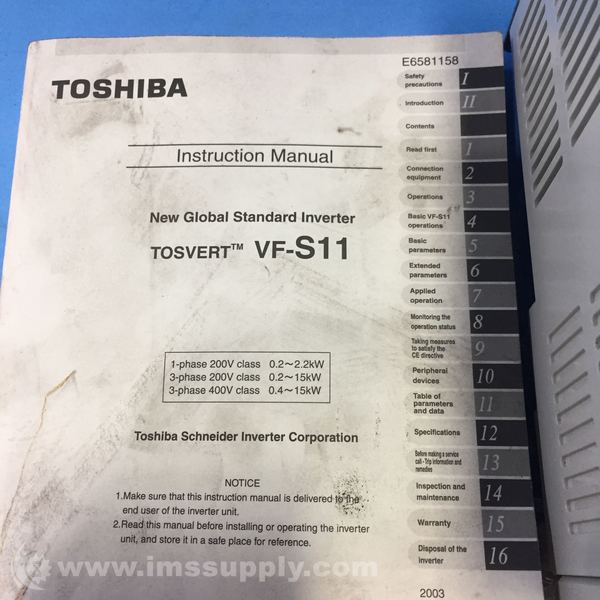 E6581158
TOSHIBA
Instruction Manual
New Global Standard Inverter
TOSVERT™ VF-S11
1-phase 200V class 0.2～2.2kW
3-phase 200V class 0.2～15kW
3-phase 400V class 0.4～15kW
Toshiba Schneider Inverter Corporation
NOTICE
1.Make sure that this instruction manual is delivered to the
end user of the inverter unit.
2.Read this manual before installing or operating the inverter
unit, and store it in a safe place for reference.
Safety
precautions I
Introduction II
Contents
Read first 1
Connection
equipment 2
Operations 3
Basic VF-S11
operations 4
Basic
parameters 5
Extended
parameters 6
Applied
operation 7
Monitoring the
operation status 8
Taking measures
to satisfy the
CE directive 9
Peripheral
devices 10
Table of
parameters
and data 11
Specifications 12
Before making a service
call - Trip information and
remedies 13
Inspection and
maintenance 14
Warranty 15
Disposal of the
inverter 16
2003
© www.imssupply.com